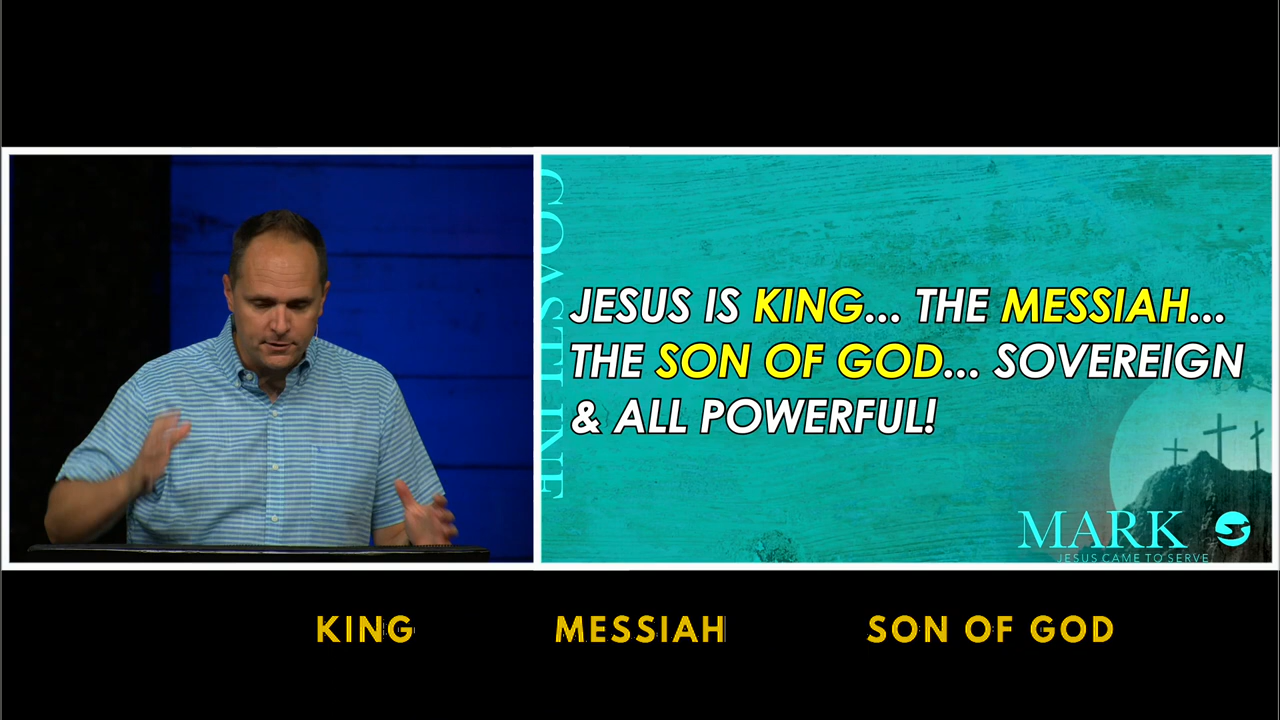 COASTLINE
JESUS IS KING... THE MESSIAH...
THE SON OF GOD... SOVEREIGN
& ALL POWERFUL!
MARK
JESUS CAME TO SERVE
KING MESSIAH SON OF GOD